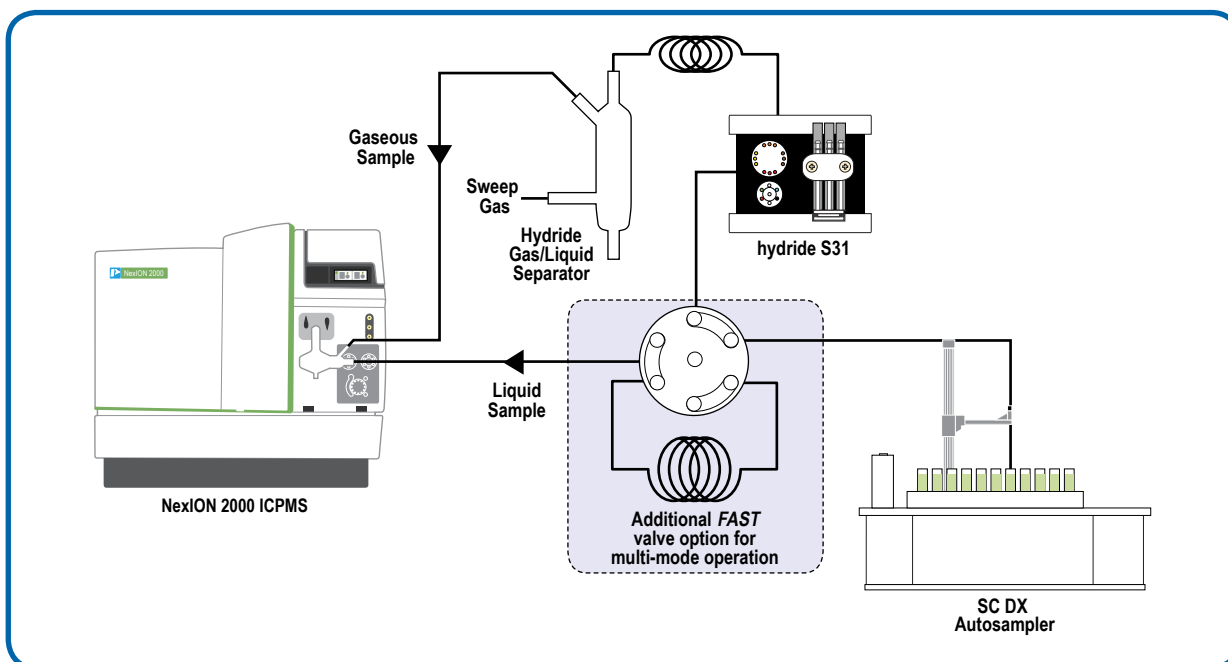 Gaseous
Sample
Sweep
Gas
Hydride
Gas/Liquid
Separator
hydride S31
NexION 2000
Liquid
Sample
NexION 2000 ICPMS
Additional FAST
valve option for
multi-mode operation
SC DX
Autosampler